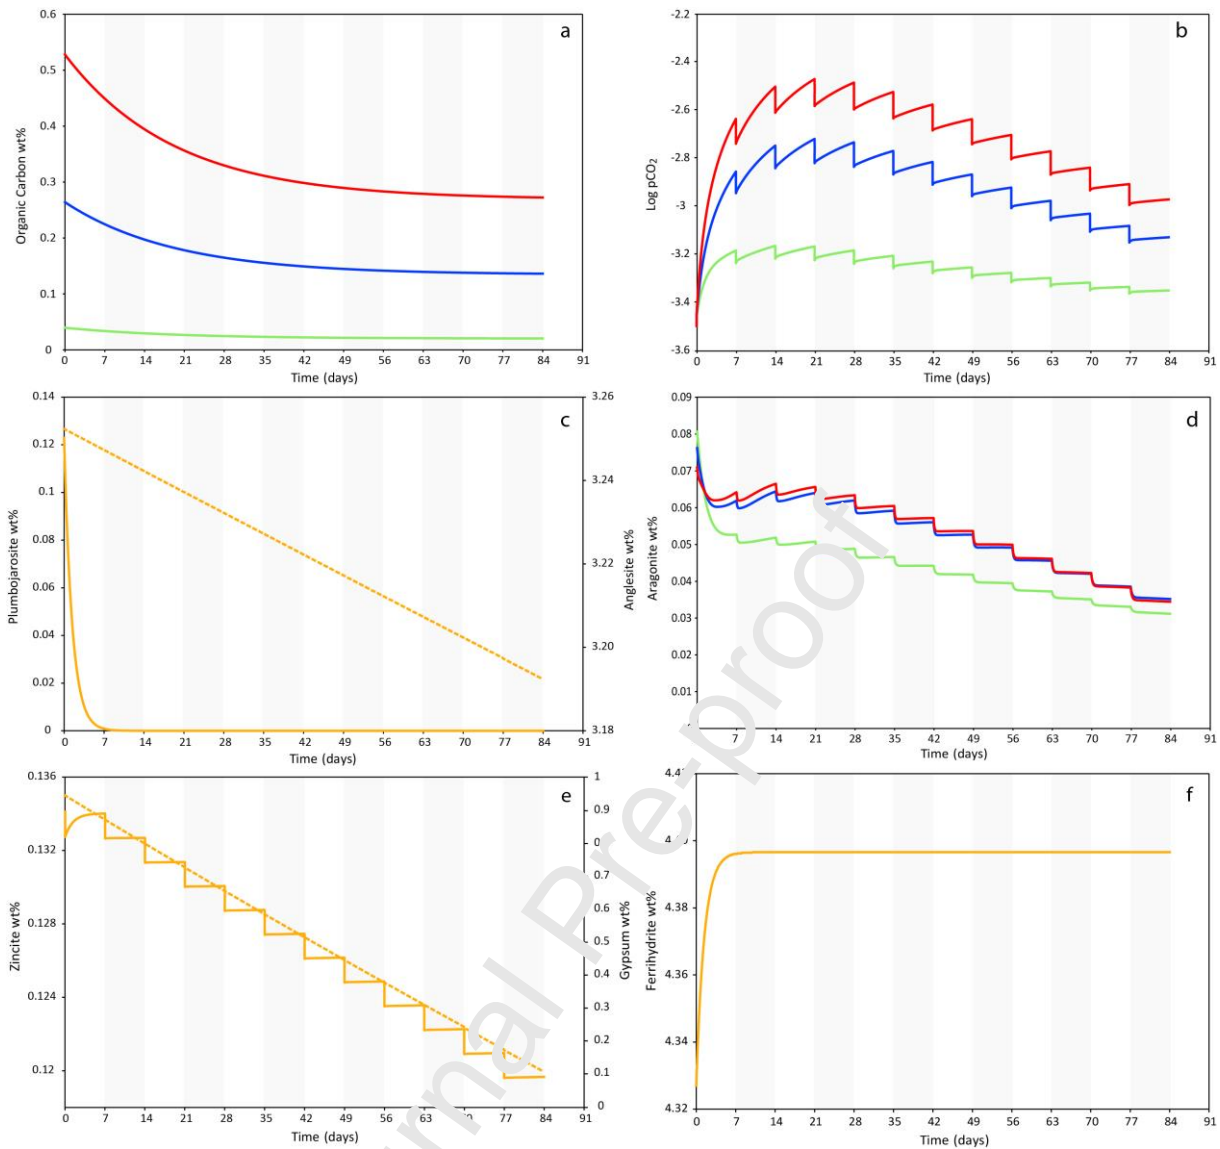 a
0.6
0.5
0.4
0.3
0.2
0.1
0
Organic Carbon wt%
0 7 14 21 28 35 42 49 56 63 70 77 84 91
Time (days)
b
-2.2
-2.4
-2.6
-2.8
-3
-3.2
-3.4
-3.6
Log pCO₂
0 7 14 21 28 35 42 49 56 63 70 77 84 91
Time (days)
c
0.14
0.12
0.1
0.08
0.06
0.04
0.02
0
Plumbojarosite wt%
3.26
3.24
3.22
3.20
3.18
Anglesite wt%
0 7 14 21 28 35 42 49 56 63 70 77 84 91
Time (days)
d
0.09
0.08
0.07
0.06
0.05
0.04
0.03
0.02
0.01
Aragonite wt%
7 14 21 28 35 42 49 56 63 70 77 84 91
Time (days)
e
0.136
0.132
0.128
0.124
0.12
Zincite wt%
1
0.9
0.7
0.6
0.5
0.4
0.3
0.2
0.1
0
Gypsum wt%
0 7 14 21 28 35 42 49 56 63 77 84 91
Time (days)
f
4.38
4.36
4.34
4.32
Ferrihydrite wt%
0 7 14 21 28 35 42 49 56 63 70 77 84 91
Time (days)
rnal Pre-proof